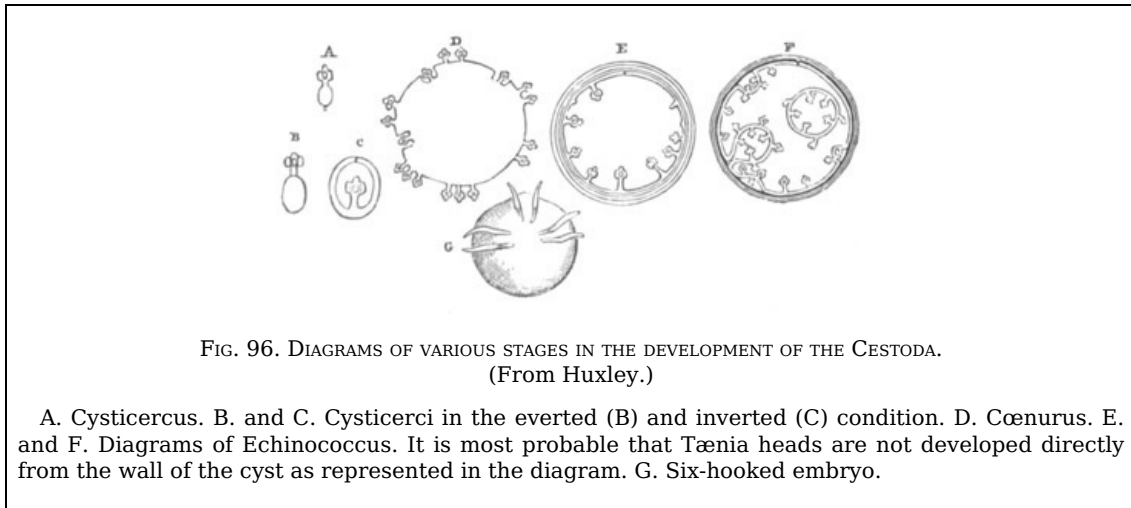 A
D
E
F
B
C
G
FIG. 96. DIAGRAMS OF VARIOUS STAGES IN THE DEVELOPMENT OF THE CESTODA.
(From Huxley.)
A. Cysticercus. B. and C. Cysticerci in the everted (B) and inverted (C) condition. D. Cœnurus. E.
and F. Diagrams of Echinococcus. It is most probable that Tænia heads are not developed directly
from the wall of the cyst as represented in the diagram. G. Six-hooked embryo.